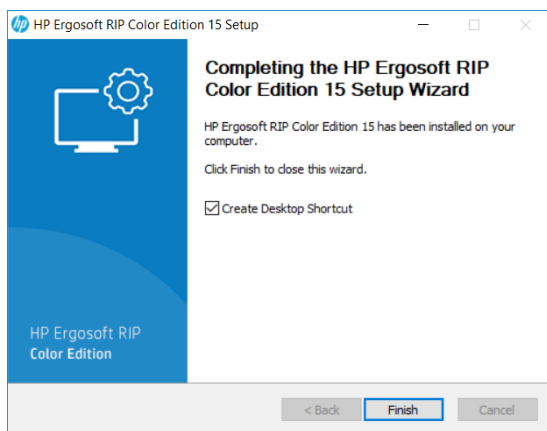 hp HP Ergosoft RIP Color Edition 15 Setup
Completing the HP Ergosoft RIP
Color Edition 15 Setup Wizard
HP Ergosoft RIP Color Edition 15 has been installed on your
computer.
Click Finish to close this wizard.
Create Desktop Shortcut
HP Ergosoft RIP
Color Edition
< Back Finish Cancel